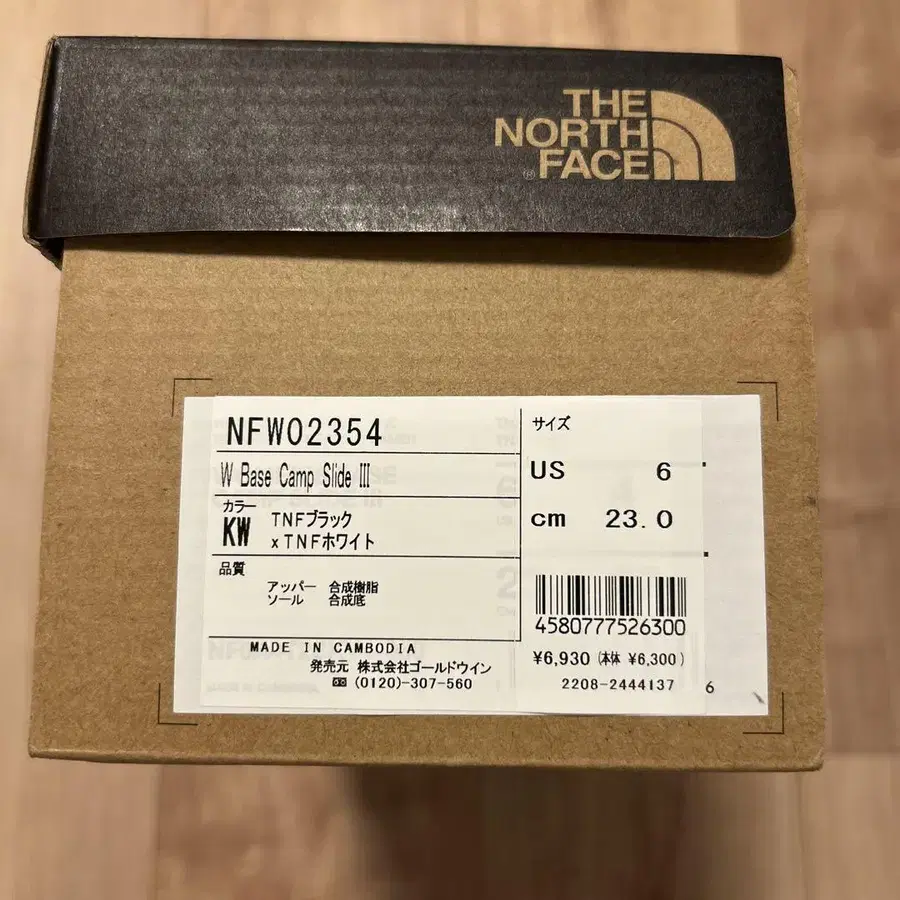 THE
NORTH
FACE
NFW02354
W Base Camp Slide III
カラー
KW TNFブラック
xTNFホワイト
品質
アッパー 合成樹脂
ソール 合成底
MADE IN CAMBODIA
発売元 株式会社ゴールドウイン
(0120)-307-560
サイズ
US 6
cm 23.0
4580777526300
¥6,930 (本体 ¥6,300)
2208-2444137
6